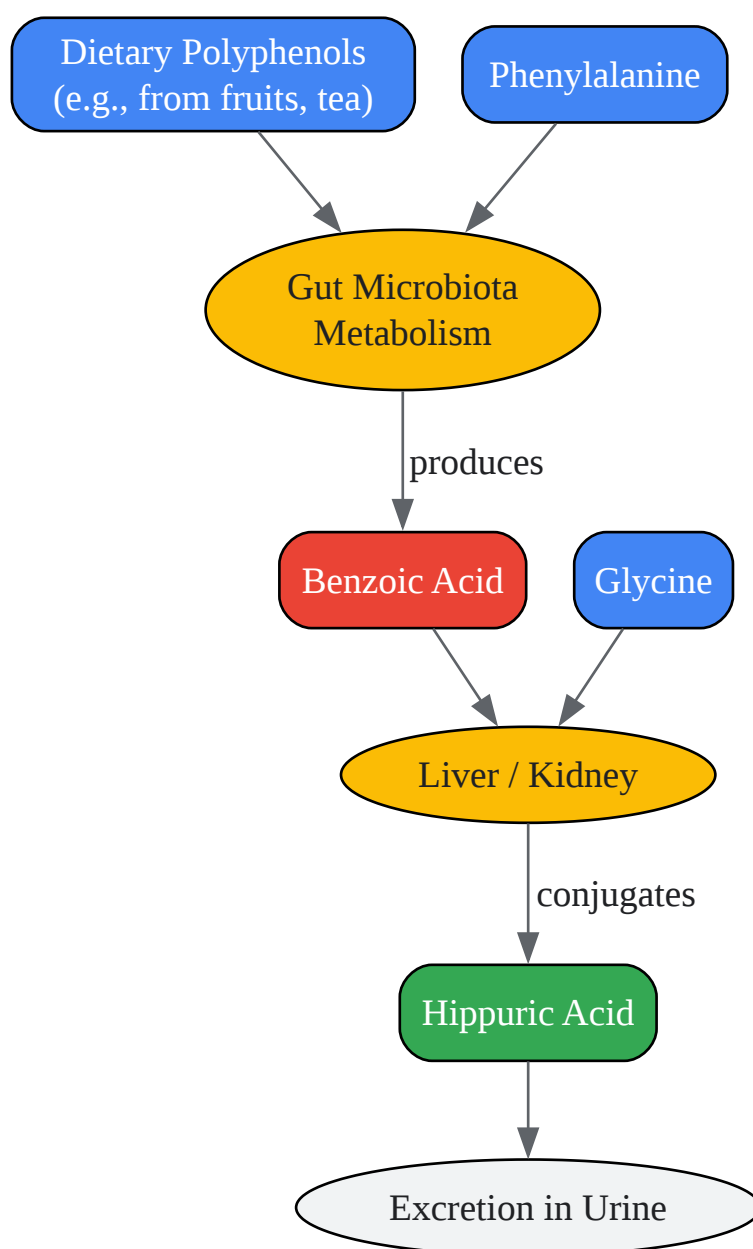 Dietary Polyphenols
(e.g., from fruits, tea)
Phenylalanine
Gut Microbiota
Metabolism
produces
Benzoic Acid
Glycine
Liver / Kidney
conjugates
Hippuric Acid
Excretion in Urine